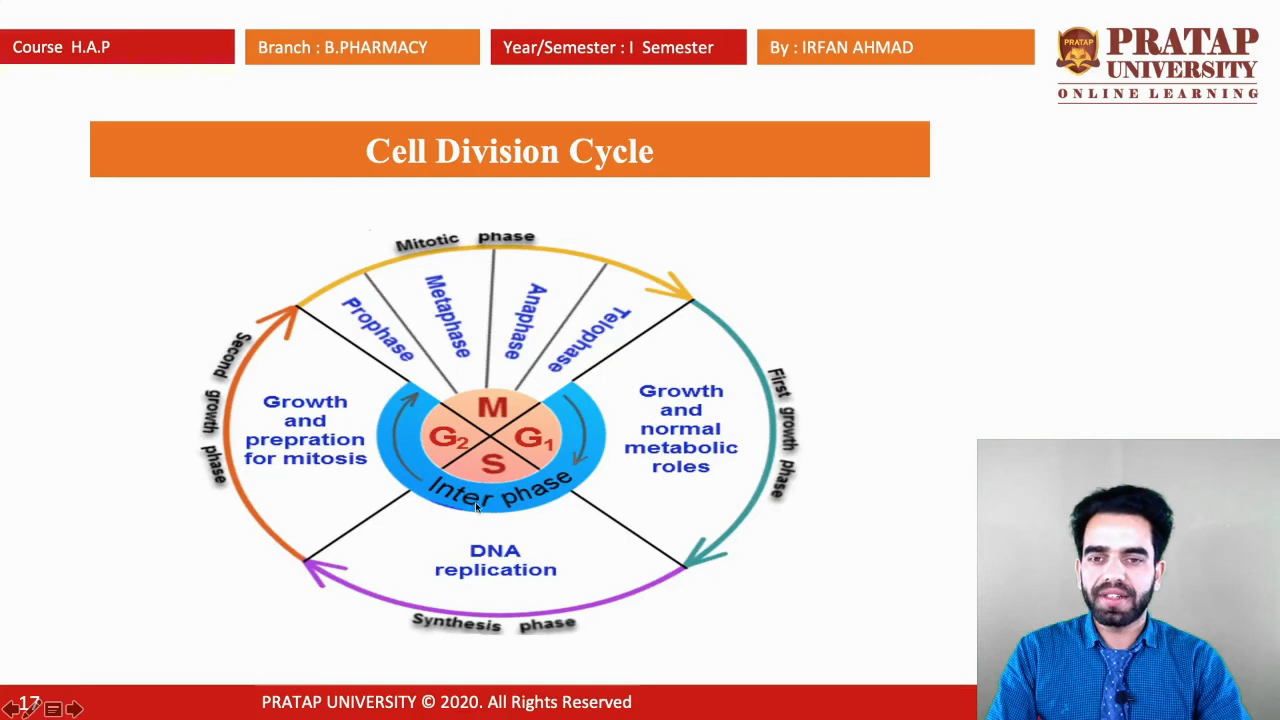 Course H.A.P
Branch : B.PHARMACY
Year/Semester : I Semester
By : IRFAN AHMAD
PRATAP
PRATAP
UNIVERSITY
ONLINE LEARNING
Cell Division Cycle
Mitotic phase
Prophase
Metaphase
Anaphase
Telophase
Second growth phase
First growth phase
Growth
and
prepration
for mitosis
Growth
and
normal
metabolic
roles
M
G2
G1
S
Inter phase
DNA
replication
Synthesis phase
17
PRATAP UNIVERSITY © 2020. All Rights Reserved